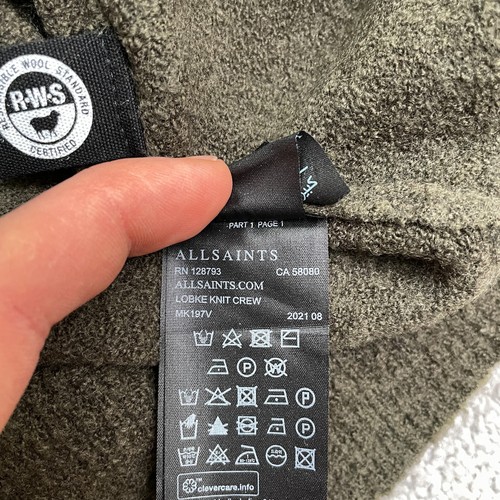 RESPONSIBLE WOOL STANDARD
R·W·S
CERTIFIED
-PART 1 PAGE 1
ALLSAINTS
RN 128793 CA 58080
ALLSAINTS.COM
LOBKE KNIT CREW
MK197V 2021 08
P W
P
P
clevercare.info